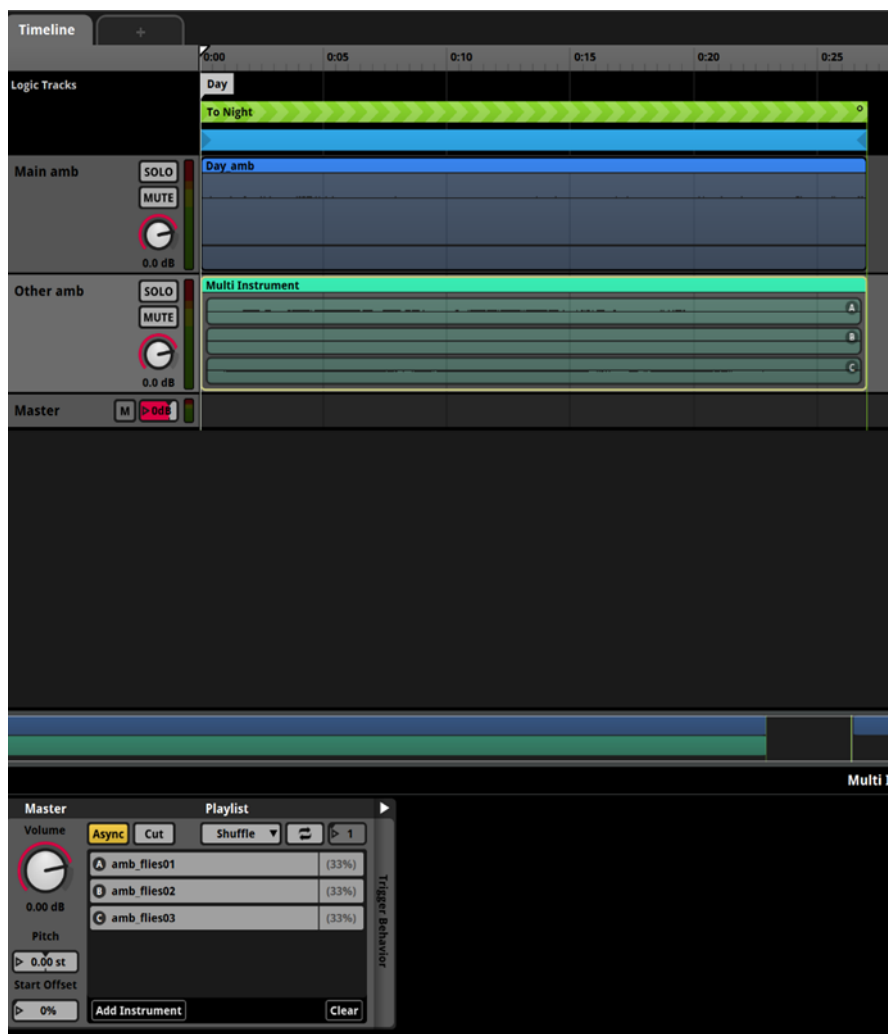 Timeline +
0:00 0:05 0:10 0:15 0:20 0:25
Logic Tracks Day
To Night
Main amb SOLO Day_amb
MUTE
0.0 dB
Other amb SOLO Multi Instrument
MUTE A
B
0.0 dB C
Master M 0dB
Multi
Master Playlist
Volume Async Cut Shuffle 1
A amb_flies01 (33%)
B amb_flies02 (33%)
0.00 dB C amb_flies03 (33%)
Pitch
0.00 st
Start Offset
0% Add Instrument Clear
Trigger Behavior